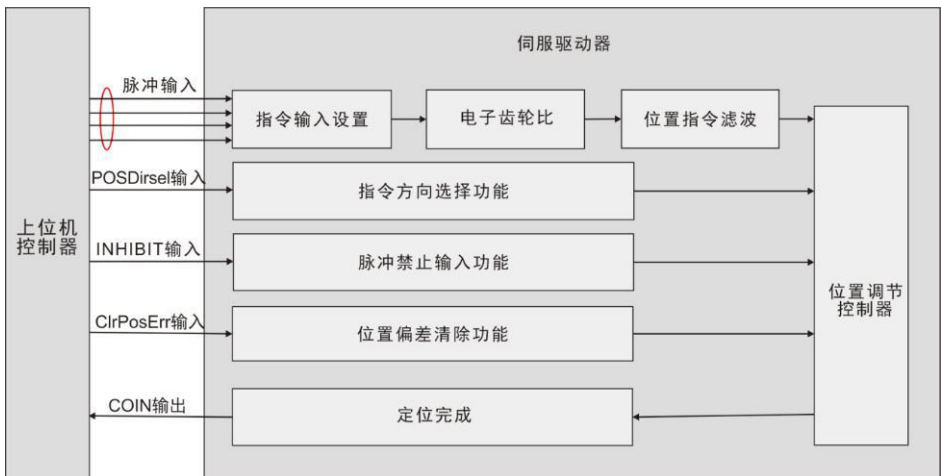 伺服驱动器
脉冲输入
指令输入设置
电子齿轮比
位置指令滤波
POSDirsel输入
指令方向选择功能
上位机
控制器
INHIBIT输入
脉冲禁止输入功能
位置调节
控制器
ClrPosErr输入
位置偏差清除功能
COIN输出
定位完成